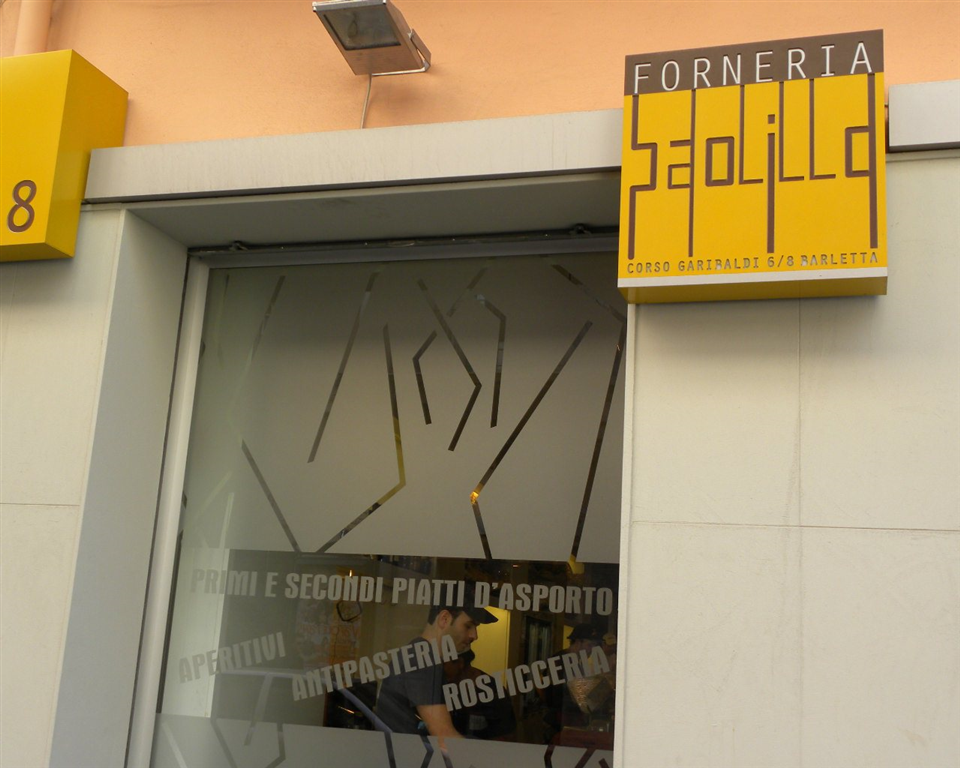 8
FORNERIA
PAOLILLO
CORSO GARIBALDI 6/8 BARLETTA
PRIMI E SECONDI PIATTI D'ASPORTO
APERITIVI
ANTIPASTERIA
ROSTICCERIA